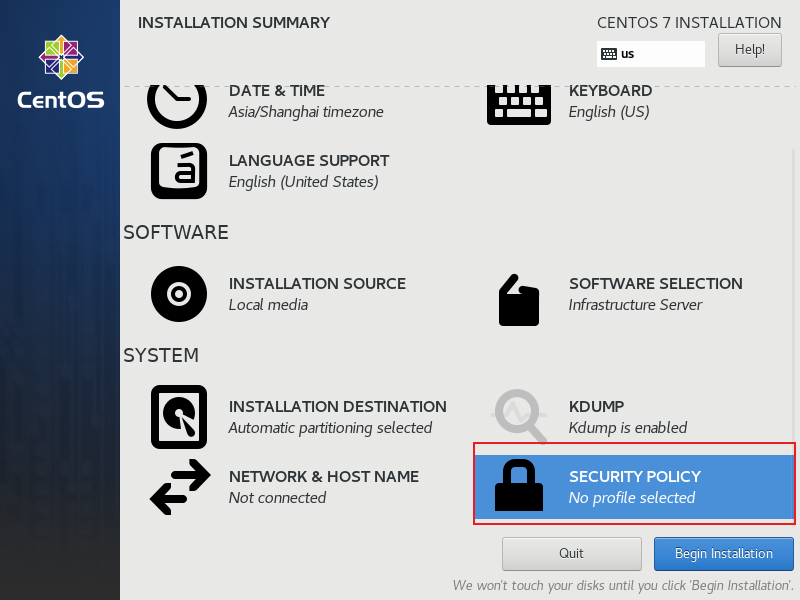 INSTALLATION SUMMARY
CENTOS 7 INSTALLATION
us
Help!
CentOS
DATE & TIME
Asia/Shanghai timezone
KEYBOARD
English (US)
á
LANGUAGE SUPPORT
English (United States)
SOFTWARE
INSTALLATION SOURCE
Local media
SOFTWARE SELECTION
Infrastructure Server
SYSTEM
INSTALLATION DESTINATION
Automatic partitioning selected
KDUMP
Kdump is enabled
NETWORK & HOST NAME
Not connected
SECURITY POLICY
No profile selected
Quit
Begin Installation
We won't touch your disks until you click 'Begin Installation'.